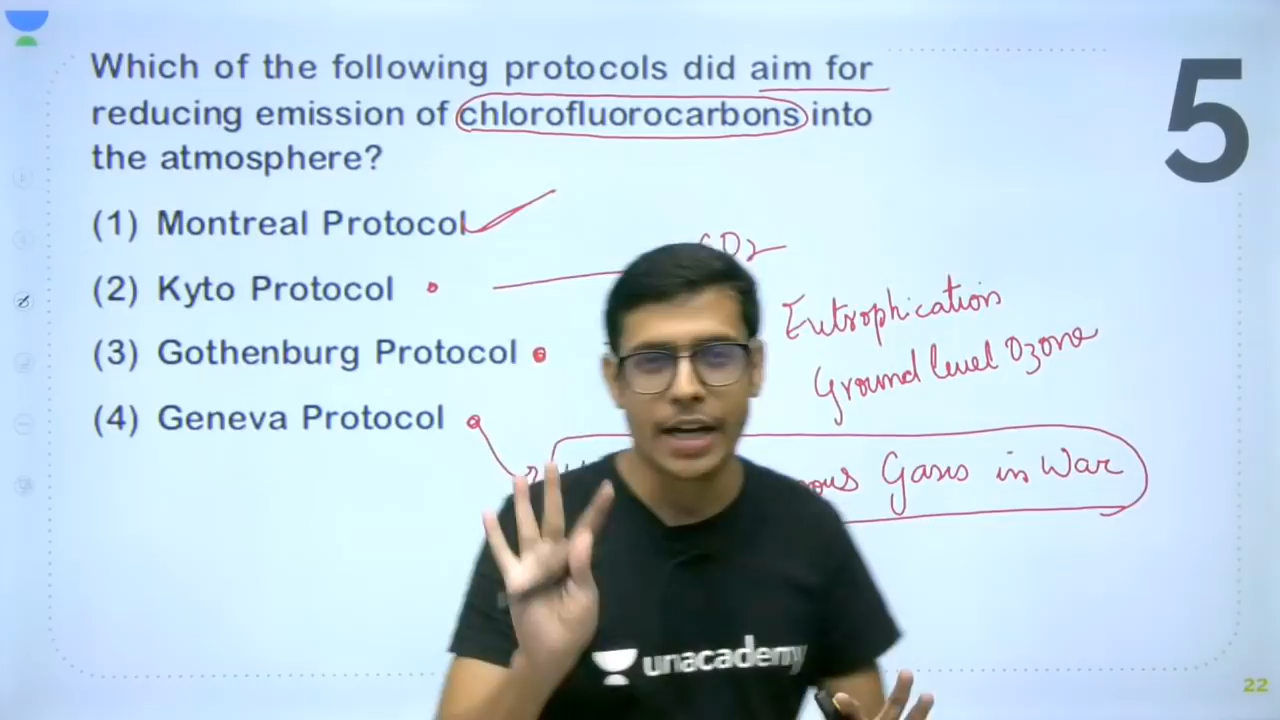 Which of the following protocols did aim for
reducing emission of chlorofluorocarbons into
the atmosphere?
5
(1) Montreal Protocol
(2) Kyto Protocol
(3) Gothenburg Protocol
(4) Geneva Protocol
CO2
Eutrophication
Ground level Ozone
Gases in War
unacademy
22